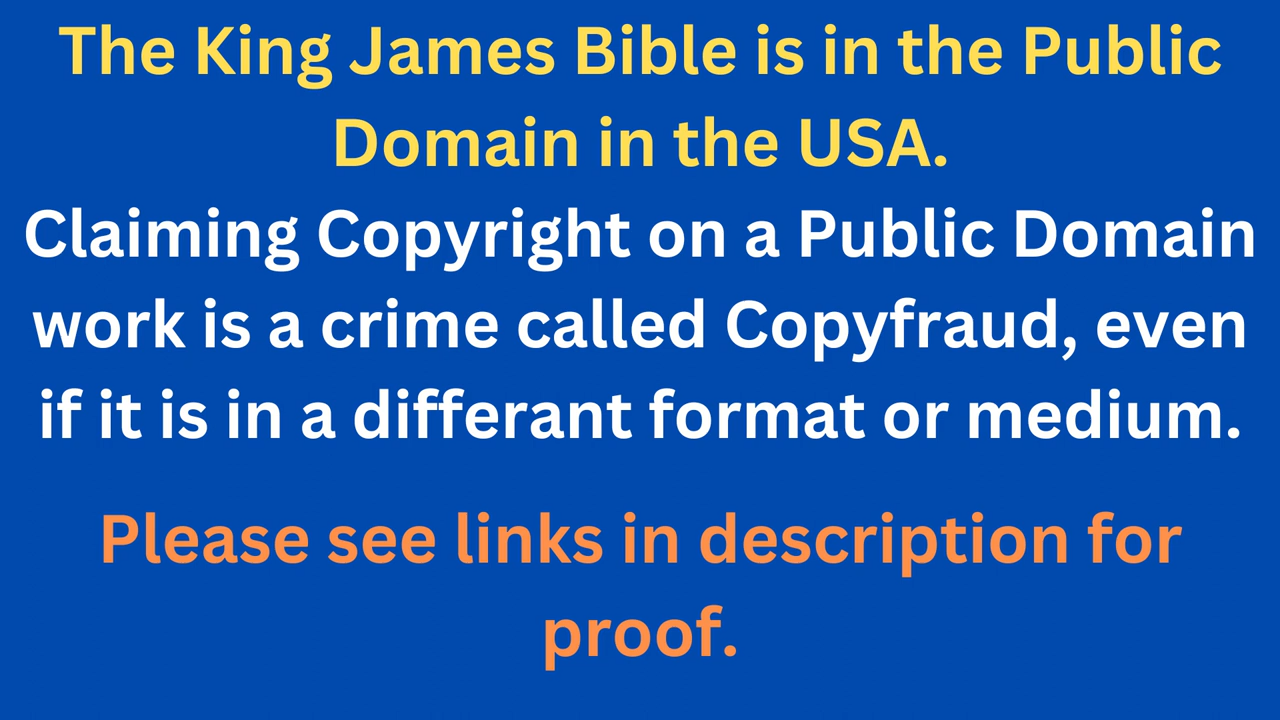 The King James Bible is in the Public
Domain in the USA.
Claiming Copyright on a Public Domain
work is a crime called Copyfraud, even
if it is in a differant format or medium.
Please see links in description for
proof.